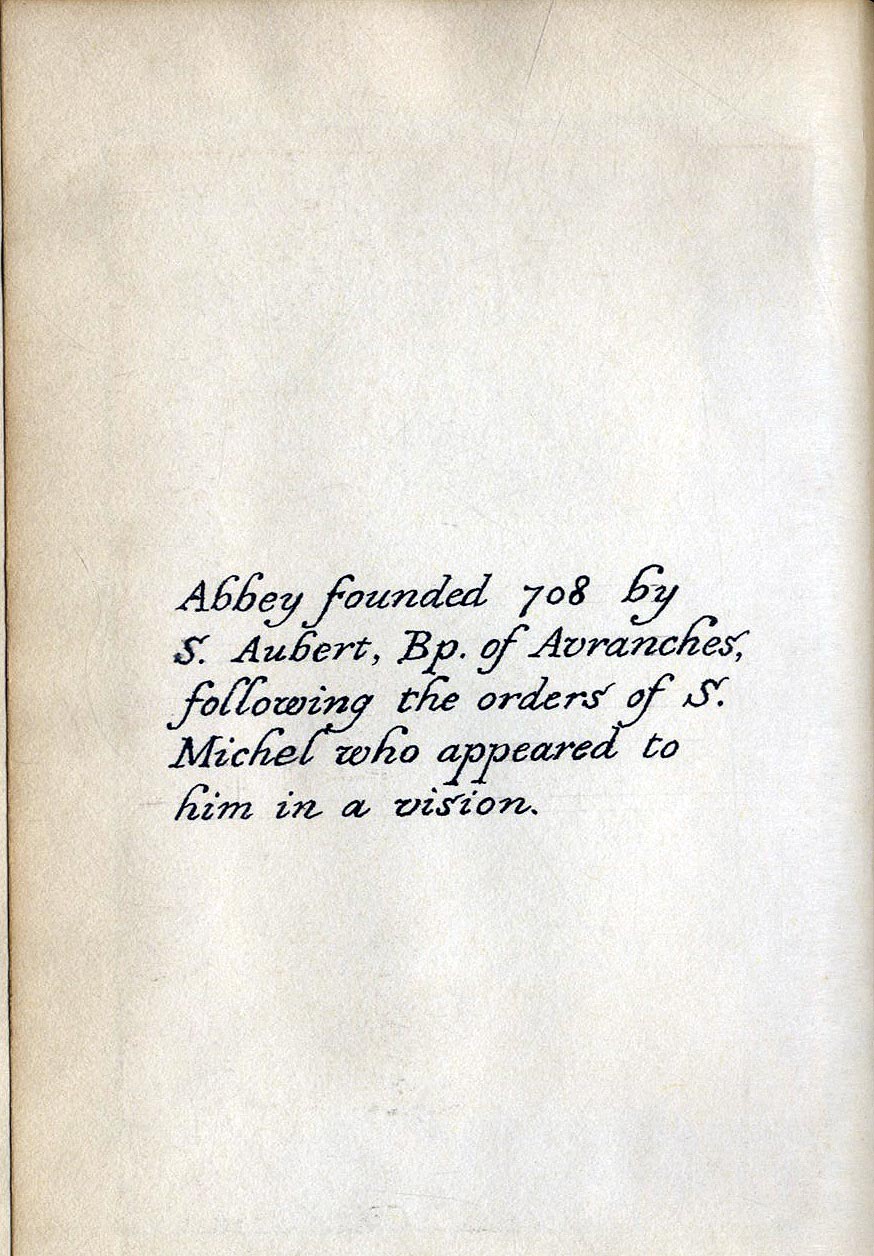 Abbey founded 708 by
S. Aubert, Bp. of Avranches,
following the orders of S.
Michel who appeared to
him in a vision.